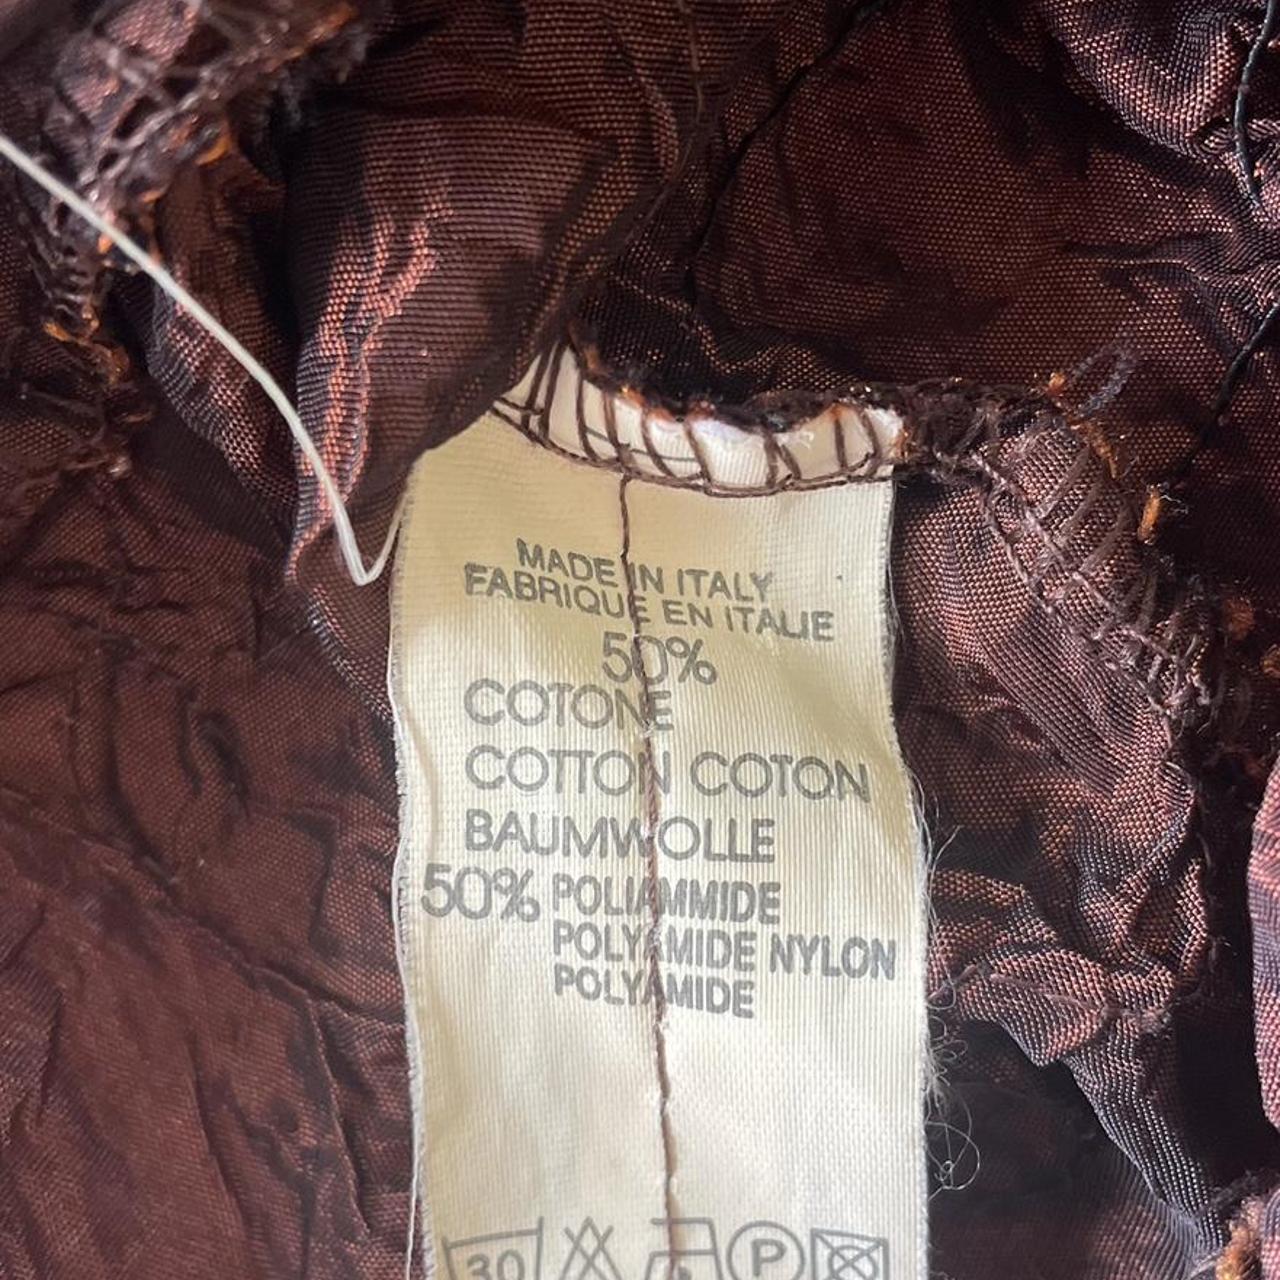 MADE IN ITALY
FABRIQUE EN ITALIE
50%
COTONE
COTTON COTON
BAUMWOLLE
50% POLIAMMIDE
POLYAMIDE NYLON
POLYAMIDE
30 P